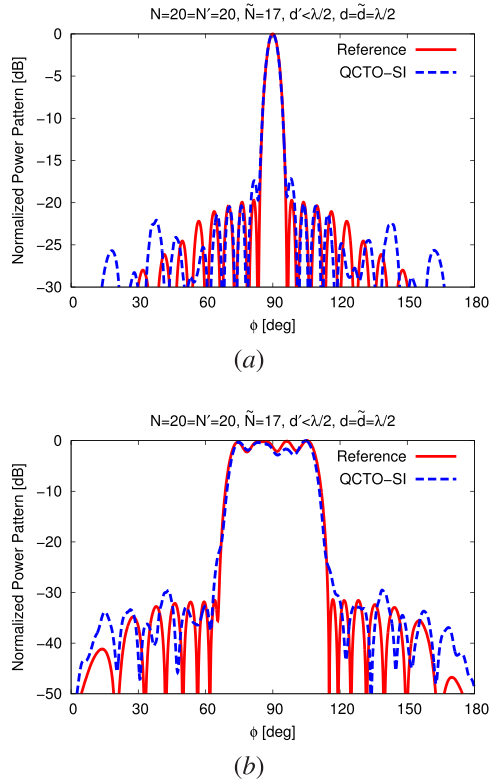 N=20=N′=20, Ñ=17, d′<λ/2, d=d̃=λ/2
Normalized Power Pattern [dB]
0
−5
−10
−15
−20
−25
−30
Reference
QCTO−SI
0 30 60 90 120 150 180
ϕ [deg]
(a)
N=20=N′=20, Ñ=17, d′<λ/2, d=d̃=λ/2
Normalized Power Pattern [dB]
0
−10
−20
−30
−40
−50
Reference
QCTO−SI
0 30 60 90 120 150 180
ϕ [deg]
(b)